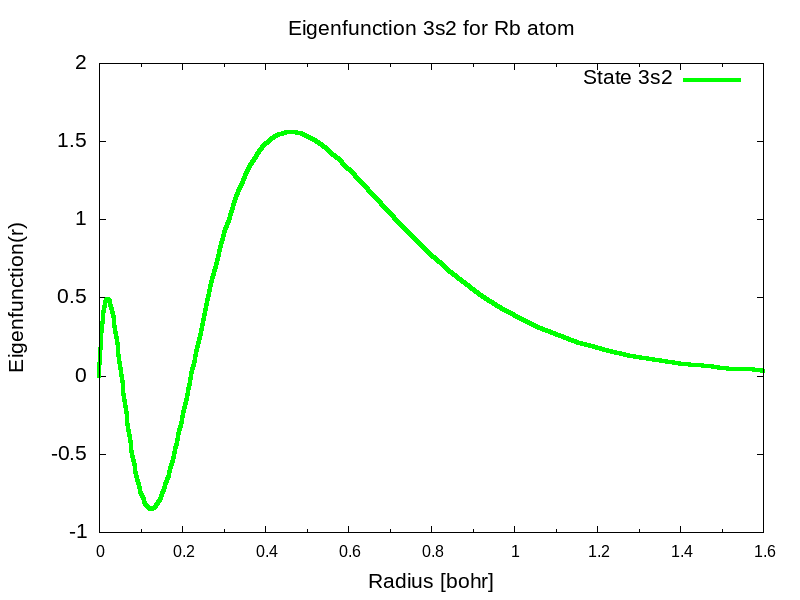 Eigenfunction 3s2 for Rb atom
State 3s2
Eigenfunction(r)
2
1.5
1
0.5
0
-0.5
-1
0 0.2 0.4 0.6 0.8 1 1.2 1.4 1.6
Radius [bohr]